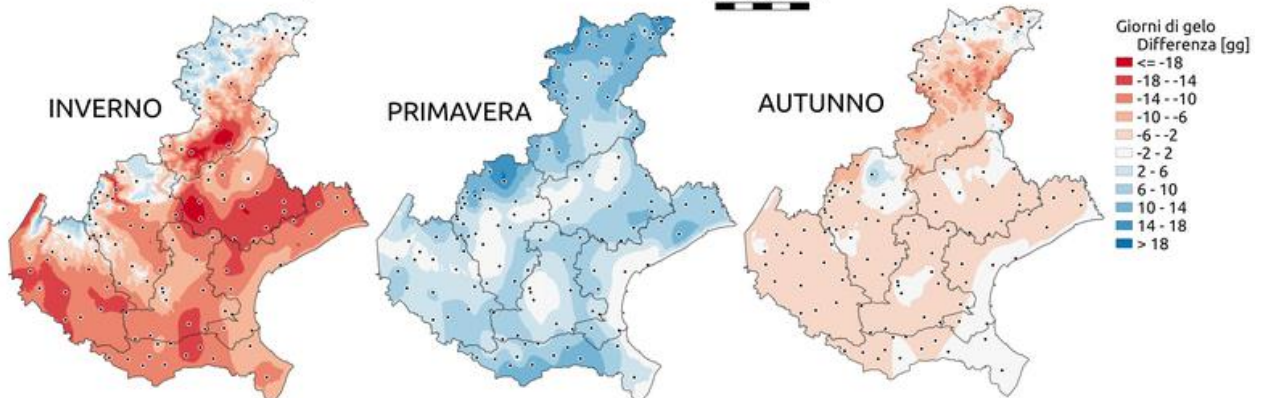 INVERNO
PRIMAVERA
AUTUNNO
Giorni di gelo
Differenza [gg]
<= -18
-18 - -14
-14 - -10
-10 - -6
-6 - -2
-2 - 2
2 - 6
6 - 10
10 - 14
14 - 18
> 18